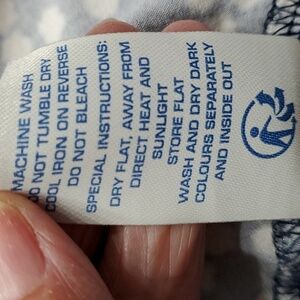 MACHINE WASH
DO NOT TUMBLE DRY
COOL IRON ON REVERSE
DO NOT BLEACH
SPECIAL INSTRUCTIONS:
DRY FLAT, AWAY FROM
DIRECT HEAT AND
SUNLIGHT
STORE FLAT
WASH AND DRY DARK
COLOURS SEPARATELY
AND INSIDE OUT